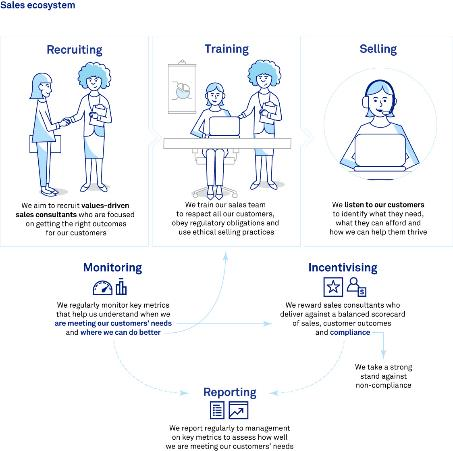 Sales ecosystem
Recruiting
We aim to recruit values-driven
sales consultants who are focused
on getting the right outcomes
for our customers
Training
We train our sales team
to respect all our customers,
obey regulatory obligations and
use ethical selling practices
Selling
We listen to our customers
to identify what they need,
what they can afford and
how we can help them thrive
Monitoring
We regularly monitor key metrics
that help us understand when we
are meeting our customers' needs
and where we can do better
Incentivising
We reward sales consultants who
deliver against a balanced scorecard
of sales, customer outcomes
and compliance
We take a strong
stand against
non-compliance
Reporting
We report regularly to management
on key metrics to assess how well
we are meeting our customers' needs